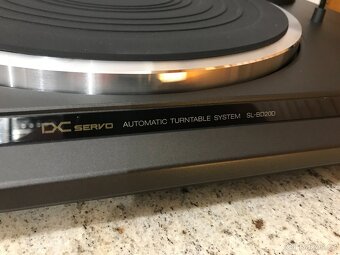 DC SERVO AUTOMATIC TURNTABLE SYSTEM SL-BD20D